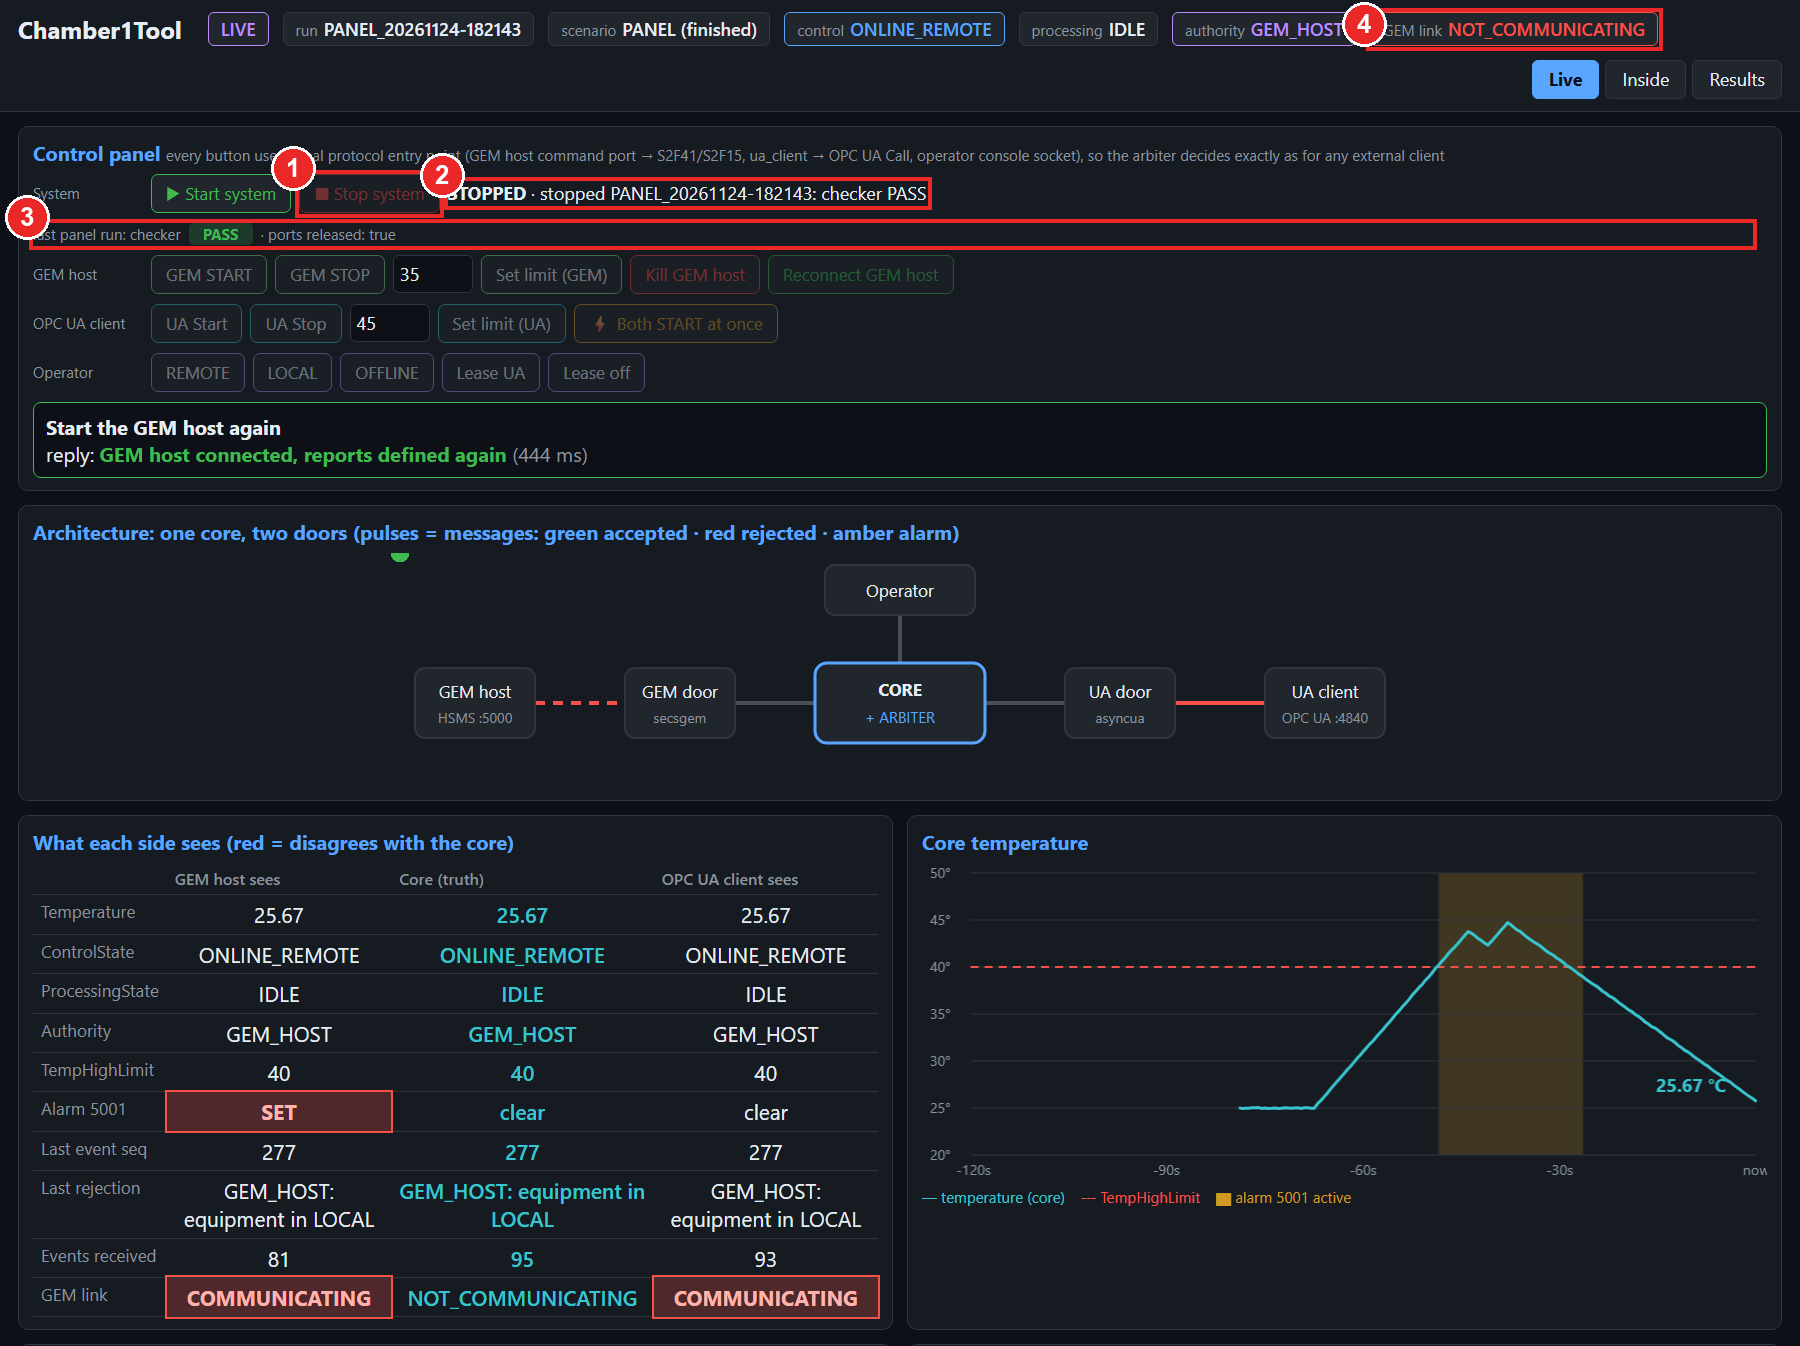 Chamber1Tool LIVE run PANEL_20261124-182143 scenario PANEL (finished) control ONLINE_REMOTE processing IDLE authority GEM_HOST 4 GEM link NOT_COMMUNICATING
Live Inside Results
Control panel every button use al protocol entry p t (GEM host command port → S2F41/S2F15, ua_client → OPC UA Call, operator console socket), so the arbiter decides exactly as for any external client
1 2
System ▶ Start system ■ Stop system STOPPED · stopped PANEL_20261124-182143: checker PASS
3
st panel run: checker PASS · ports released: true
GEM host GEM START GEM STOP 35 Set limit (GEM) Kill GEM host Reconnect GEM host
OPC UA client UA Start UA Stop 45 Set limit (UA) Both START at once
Operator REMOTE LOCAL OFFLINE Lease UA Lease off
Start the GEM host again
reply: GEM host connected, reports defined again (444 ms)
Architecture: one core, two doors (pulses = messages: green accepted · red rejected · amber alarm)
Operator
GEM host GEM door CORE UA door UA client
HSMS :5000 secsgem + ARBITER asyncua OPC UA :4840
What each side sees (red = disagrees with the core)
GEM host sees Core (truth) OPC UA client sees
Temperature 25.67 25.67 25.67
ControlState ONLINE_REMOTE ONLINE_REMOTE ONLINE_REMOTE
ProcessingState IDLE IDLE IDLE
Authority GEM_HOST GEM_HOST GEM_HOST
TempHighLimit 40 40 40
Alarm 5001 SET clear clear
Last event seq 277 277 277
Last rejection GEM_HOST: GEM_HOST: equipment in GEM_HOST:
equipment in LOCAL LOCAL equipment in LOCAL
Events received 81 95 93
GEM link COMMUNICATING NOT_COMMUNICATING COMMUNICATING
Core temperature
50°
45°
40°
35°
30°
25.67 °C
25°
20°
-120s -90s -60s -30s now
temperature (core) TempHighLimit alarm 5001 active